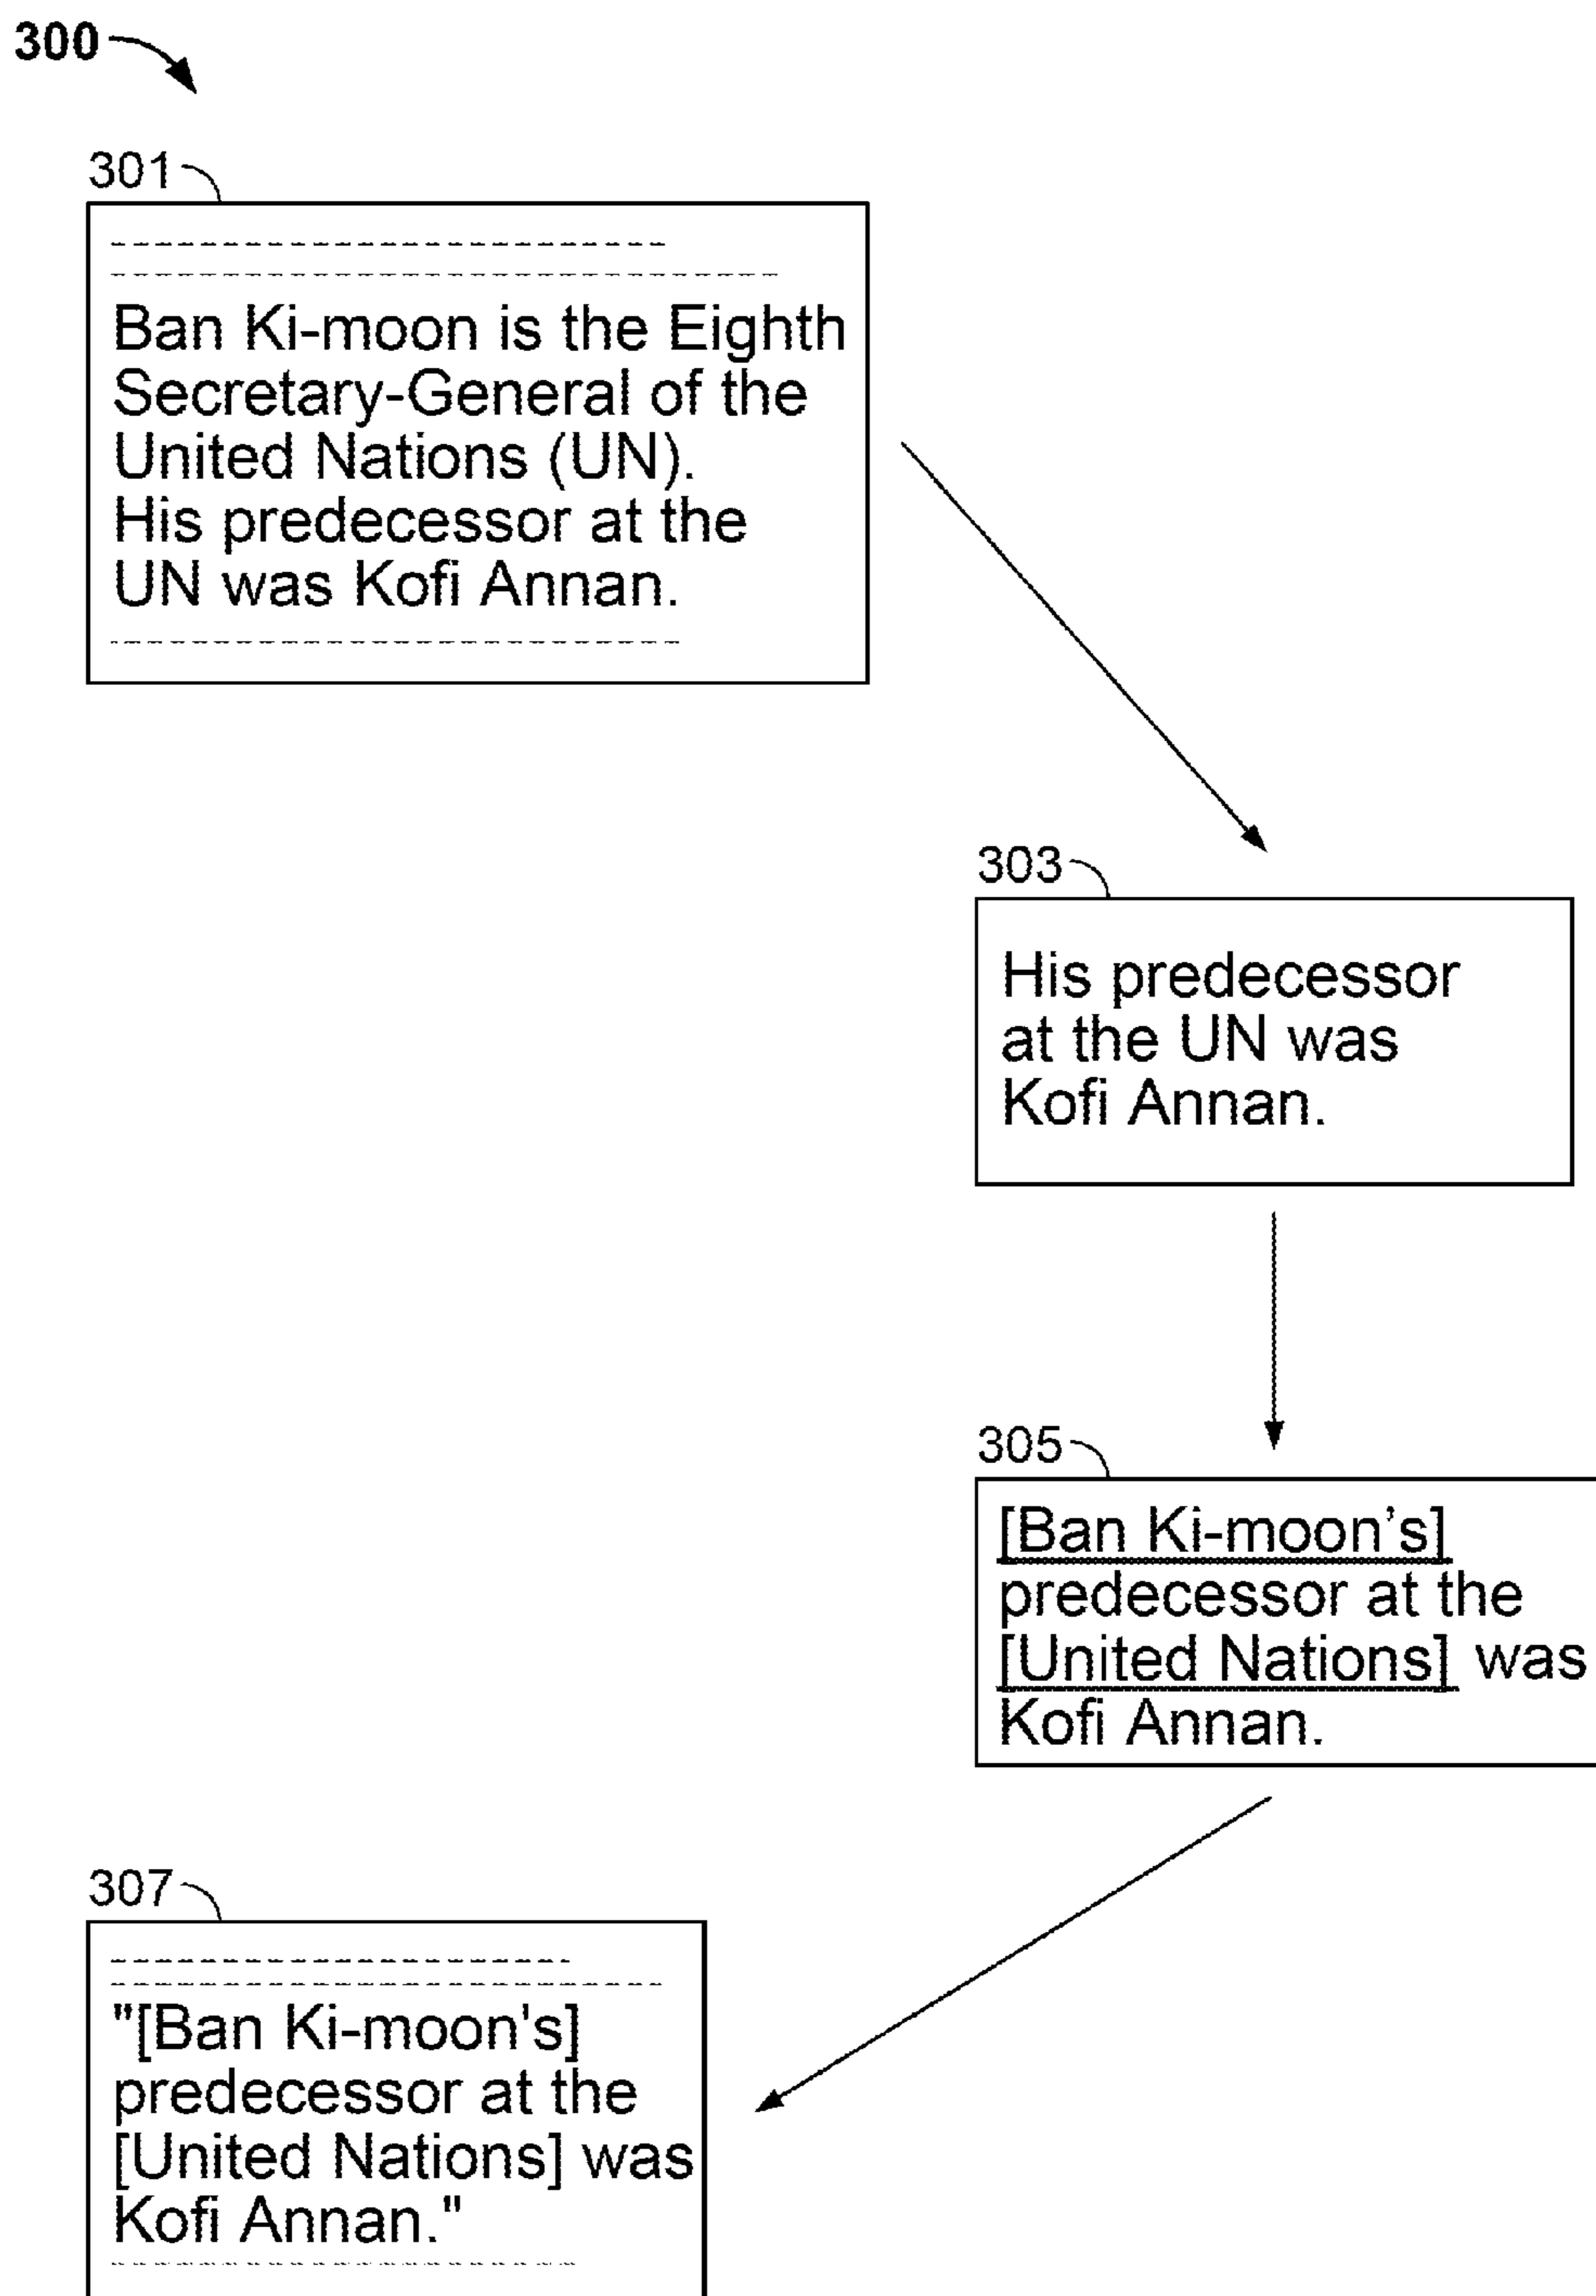 300
301
Ban Ki-moon is the Eighth
Secretary-General of the
United Nations (UN).
His predecessor at the
UN was Kofi Annan.
303
His predecessor
at the UN was
Kofi Annan.
305
[Ban Ki-moon’s]
predecessor at the
[United Nations] was
Kofi Annan.
307
"[Ban Ki-moon's]
predecessor at the
[United Nations] was
Kofi Annan."